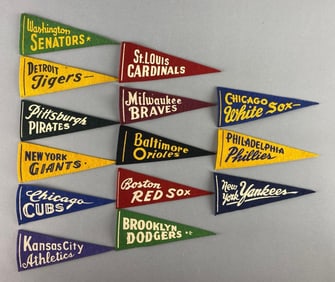 Washington
SENATORS
DETROIT
Tigers
Pittsburgh
PIRATES
NEW YORK
GIANTS
Chicago
CUBS
Kansas City
Athletics
ST. LOUIS
CARDINALS
Milwaukee
BRAVES
Baltimore
Orioles
Boston
RED SOX
BROOKLYN
DODGERS
CHICAGO
White Sox
PHILADELPHIA
Phillies
New York Yankees